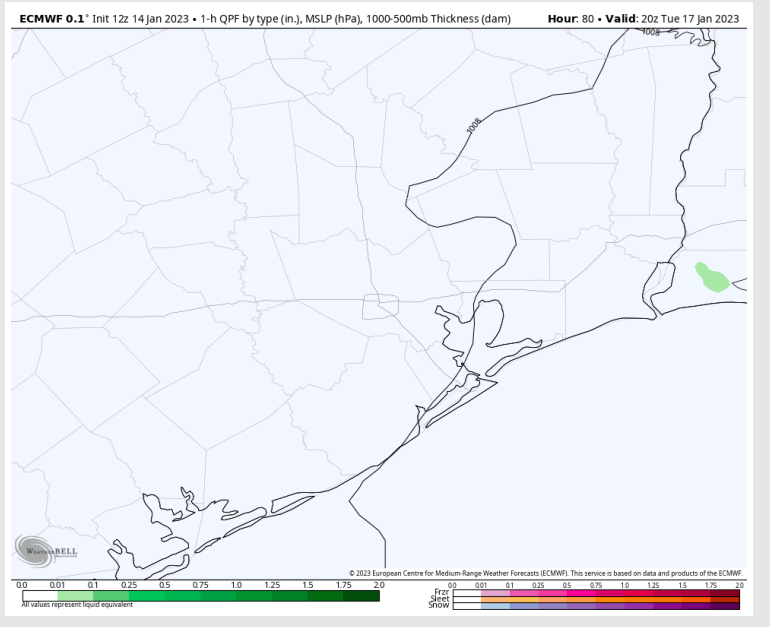 ECMWF 0.1° Init 12z 14 Jan 2023 • 1-h QPF by type (in.), MSLP (hPa), 1000-500mb Thickness (dam) Hour: 80 • Valid: 20z Tue 17 Jan 2023
1008
1008
WEATHERBELL
© 2023 European Centre for Medium-Range Weather Forecasts (ECMWF). This service is based on data and products of the ECMWF.
0.0 0.01 0.1 0.25 0.5 0.75 1.0 1.25 1.5 1.75 2.0
All values represent liquid equivalent
0.0 0.01 0.1 0.25 0.5 0.75 1.0 1.25 1.5 1.75 2.0
Frzr
Sleet
Snow